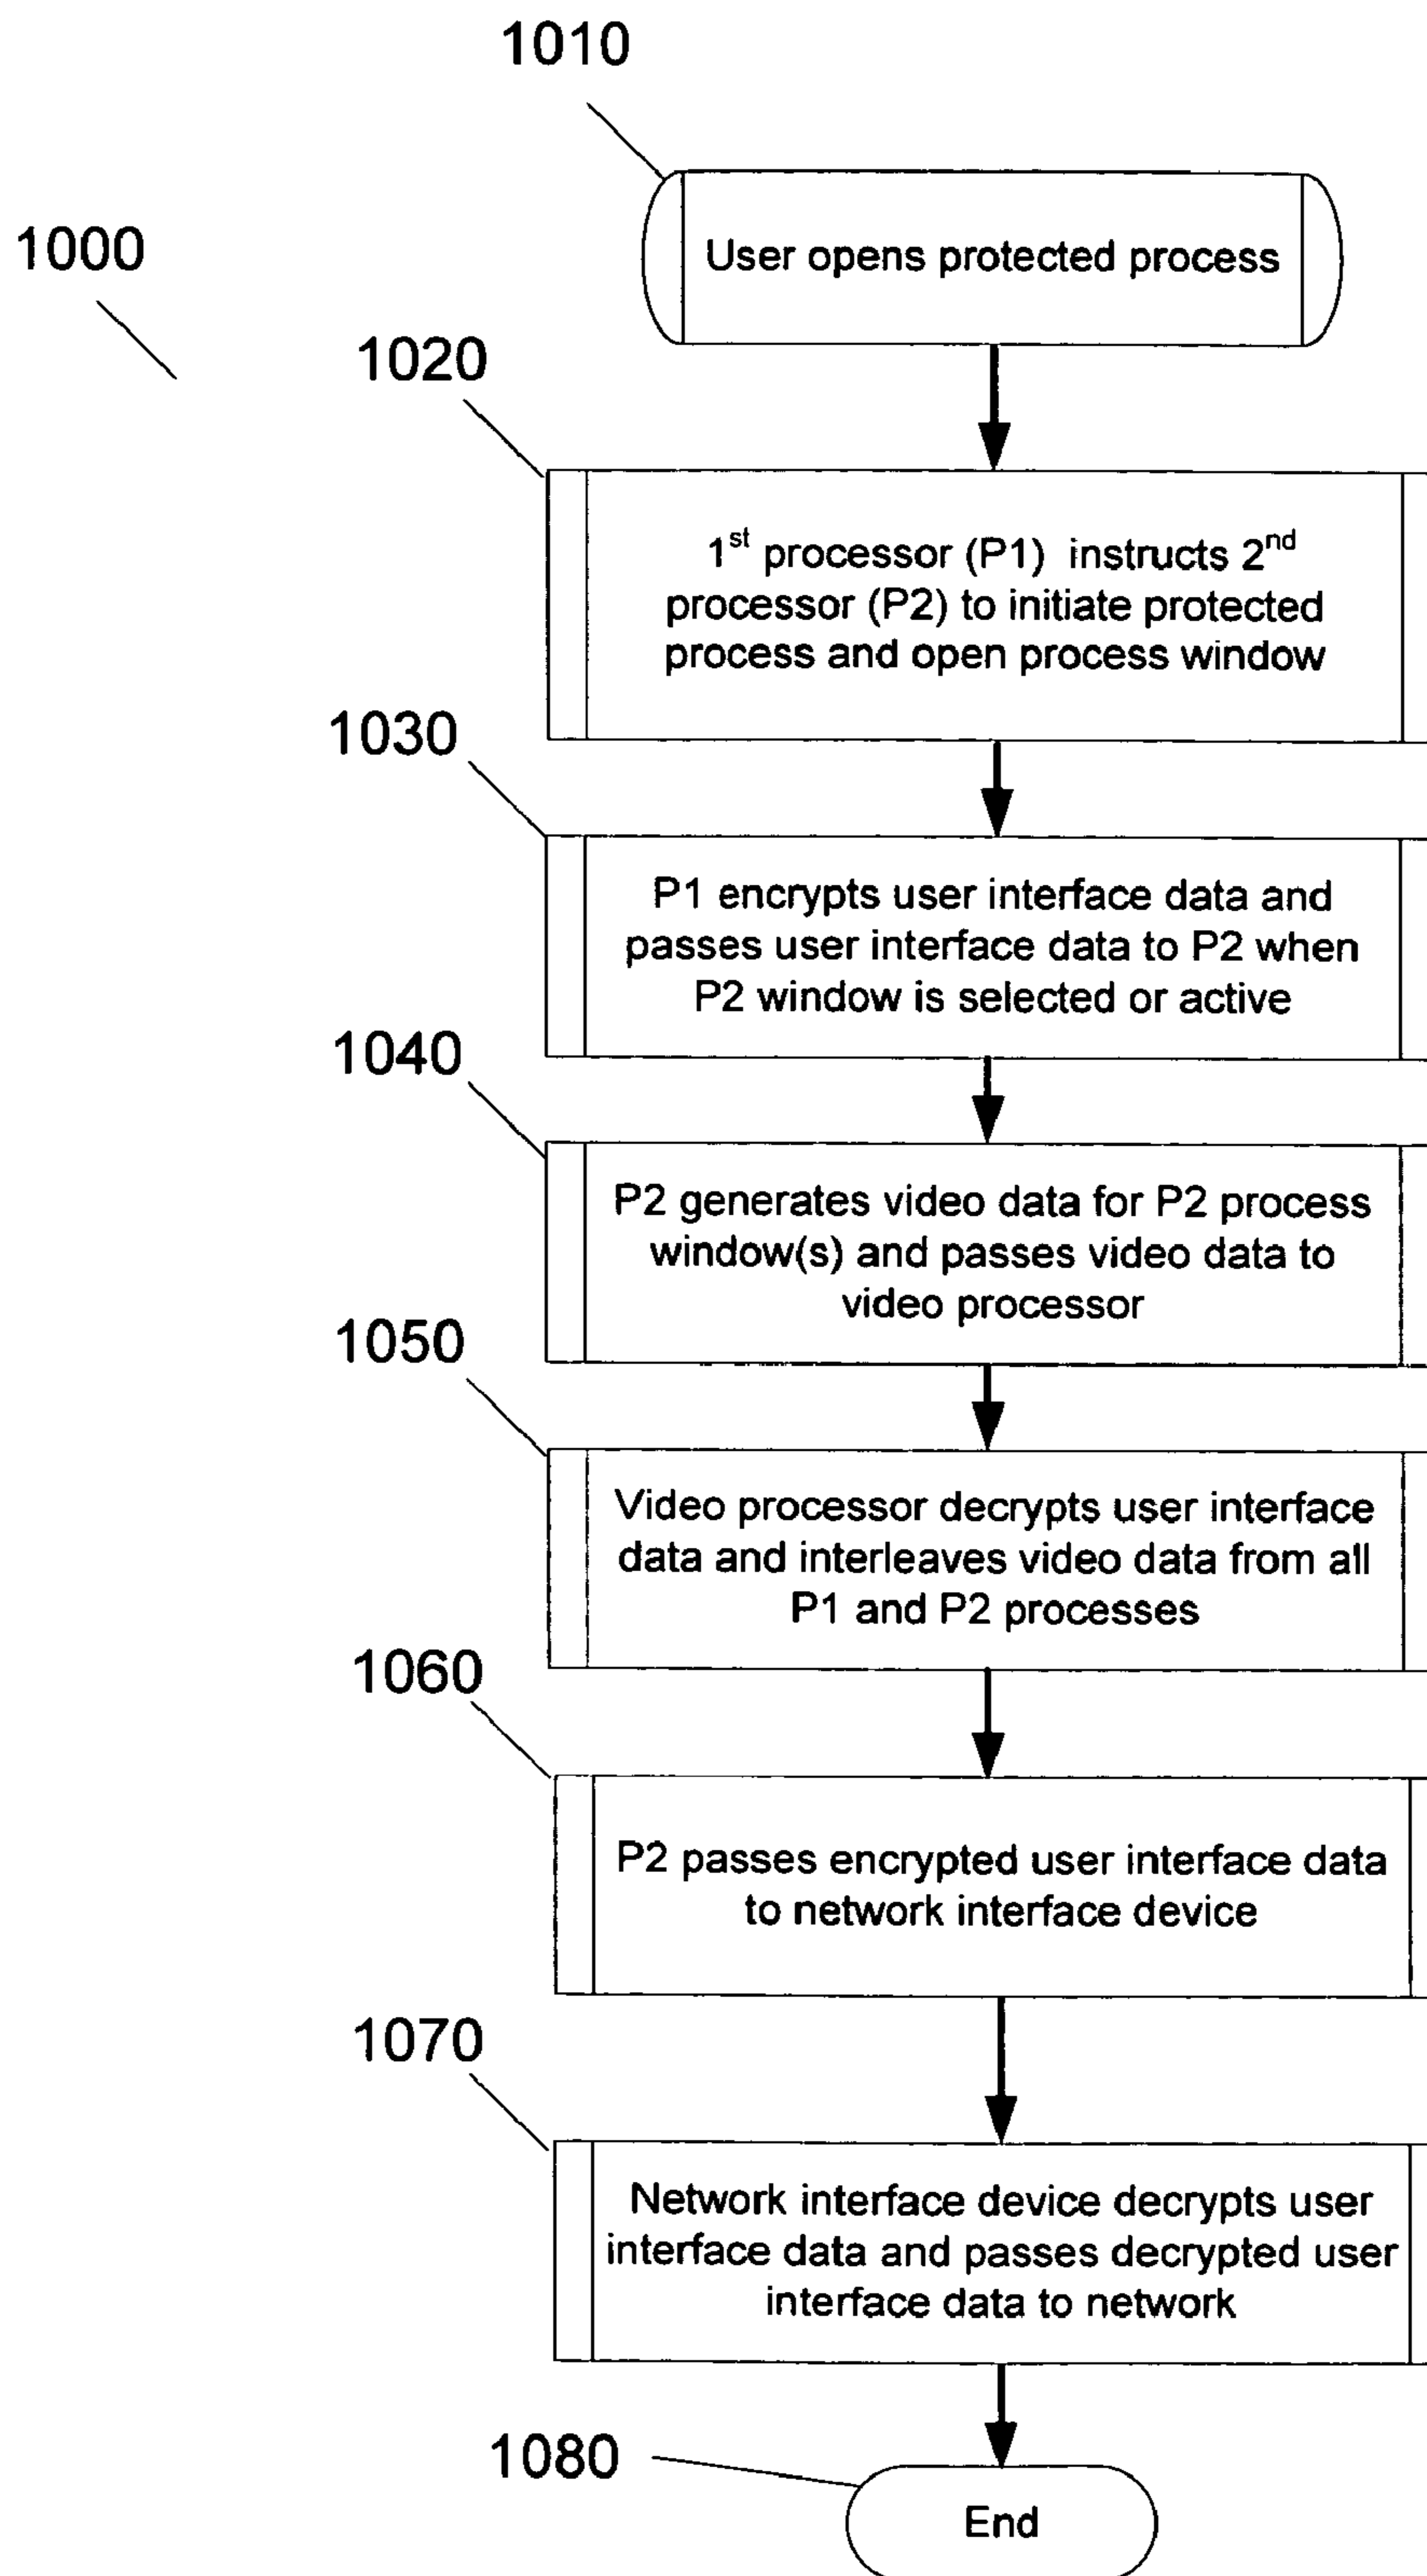 1010
User opens protected process
1000
1020
1st processor (P1) instructs 2nd
processor (P2) to initiate protected
process and open process window
1030
P1 encrypts user interface data and
passes user interface data to P2 when
P2 window is selected or active
1040
P2 generates video data for P2 process
window(s) and passes video data to
video processor
1050
Video processor decrypts user interface
data and interleaves video data from all
P1 and P2 processes
1060
P2 passes encrypted user interface data
to network interface device
1070
Network interface device decrypts user
interface data and passes decrypted user
interface data to network
1080
End